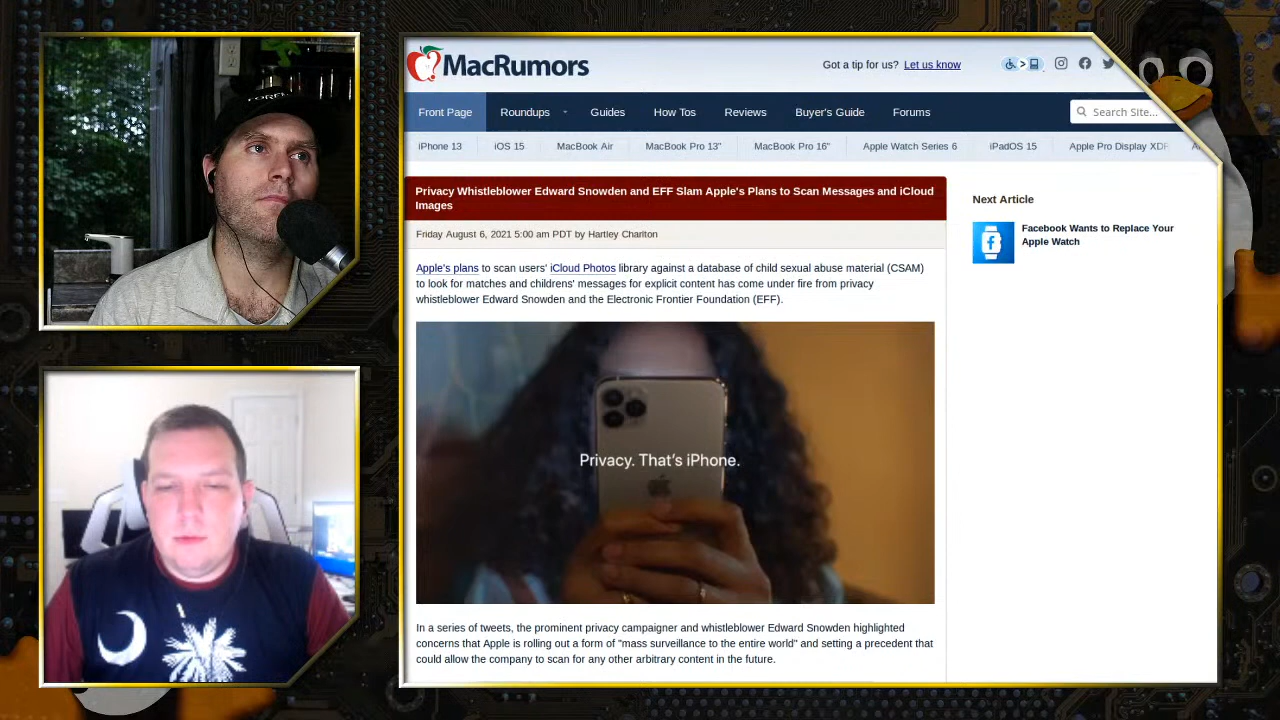 MacRumors
Got a tip for us? Let us know
Front Page Roundups Guides How Tos Reviews Buyer's Guide Forums
Search Site...
iPhone 13 iOS 15 MacBook Air MacBook Pro 13" MacBook Pro 16" Apple Watch Series 6 iPadOS 15 Apple Pro Display XDR
Privacy Whistleblower Edward Snowden and EFF Slam Apple's Plans to Scan Messages and iCloud
Images
Friday August 6, 2021 5:00 am PDT by Hartley Charlton
Apple's plans to scan users' iCloud Photos library against a database of child sexual abuse material (CSAM)
to look for matches and childrens' messages for explicit content has come under fire from privacy
whistleblower Edward Snowden and the Electronic Frontier Foundation (EFF).
Privacy. That's iPhone.
In a series of tweets, the prominent privacy campaigner and whistleblower Edward Snowden highlighted
concerns that Apple is rolling out a form of "mass surveillance to the entire world" and setting a precedent that
could allow the company to scan for any other arbitrary content in the future.
Next Article
Facebook Wants to Replace Your
Apple Watch